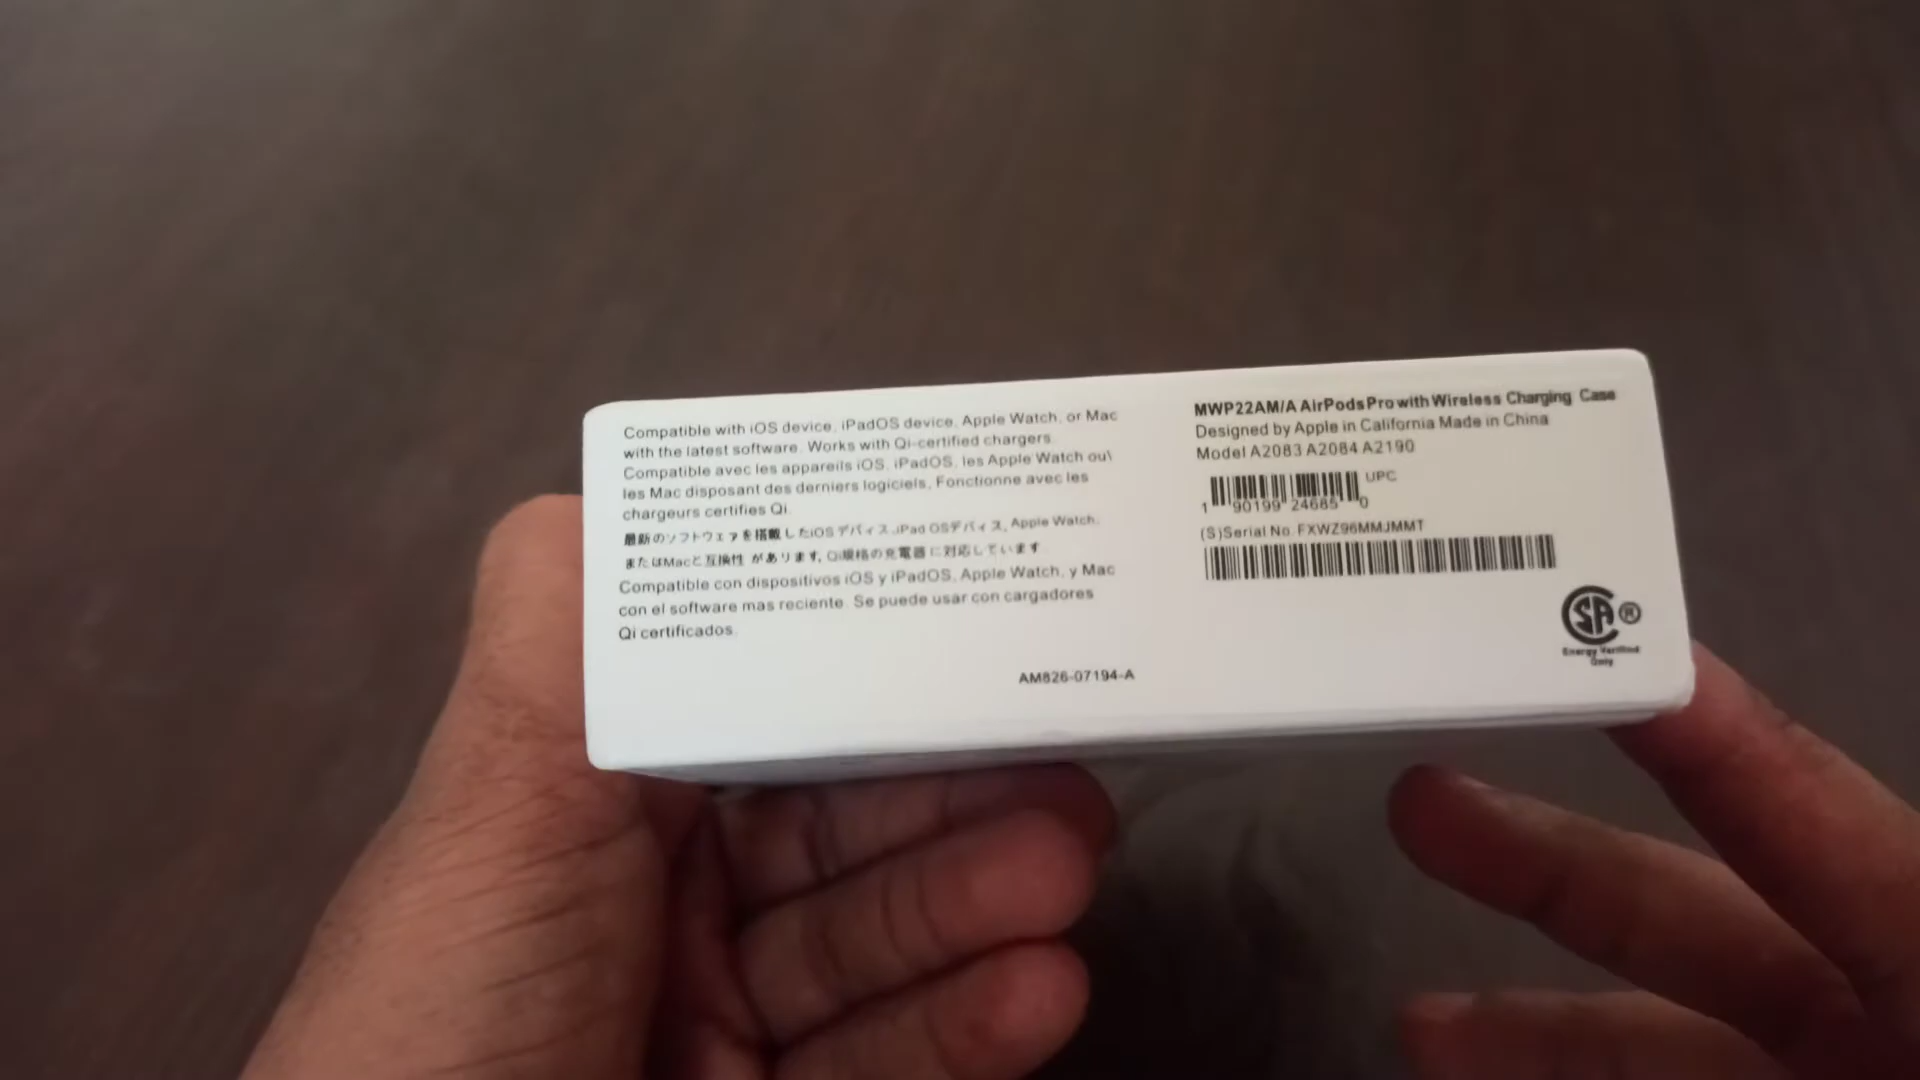 Compatible with iOS device, iPadOS device, Apple Watch, or Mac
with the latest software. Works with Qi-certified chargers.
Compatible avec les appareils iOS, iPadOS, les Apple Watch ou\
les Mac disposant des derniers logiciels, Fonctionne avec les
chargeurs certifies Qi.
最新のソフトウェアを搭載したiOSデバイス.iPad OSデバィス, Apple Watch,
またはMacと互換性 があリます, Qi規格の充電器に対応しています
Compatible con dispositivos iOS y iPadOS, Apple Watch, y Mac
con el software mas reciente. Se puede usar con cargadores
Qi certificados.
AM826-07194-A
MWP22AM/A AirPods Pro with Wireless Charging Case
Designed by Apple in California Made in China
Model A2083 A2084 A2190
UPC
1 90199 24685 0
(S)Serial No. FXWZ96MMJMMT
SA ®
Energy Verified
Only